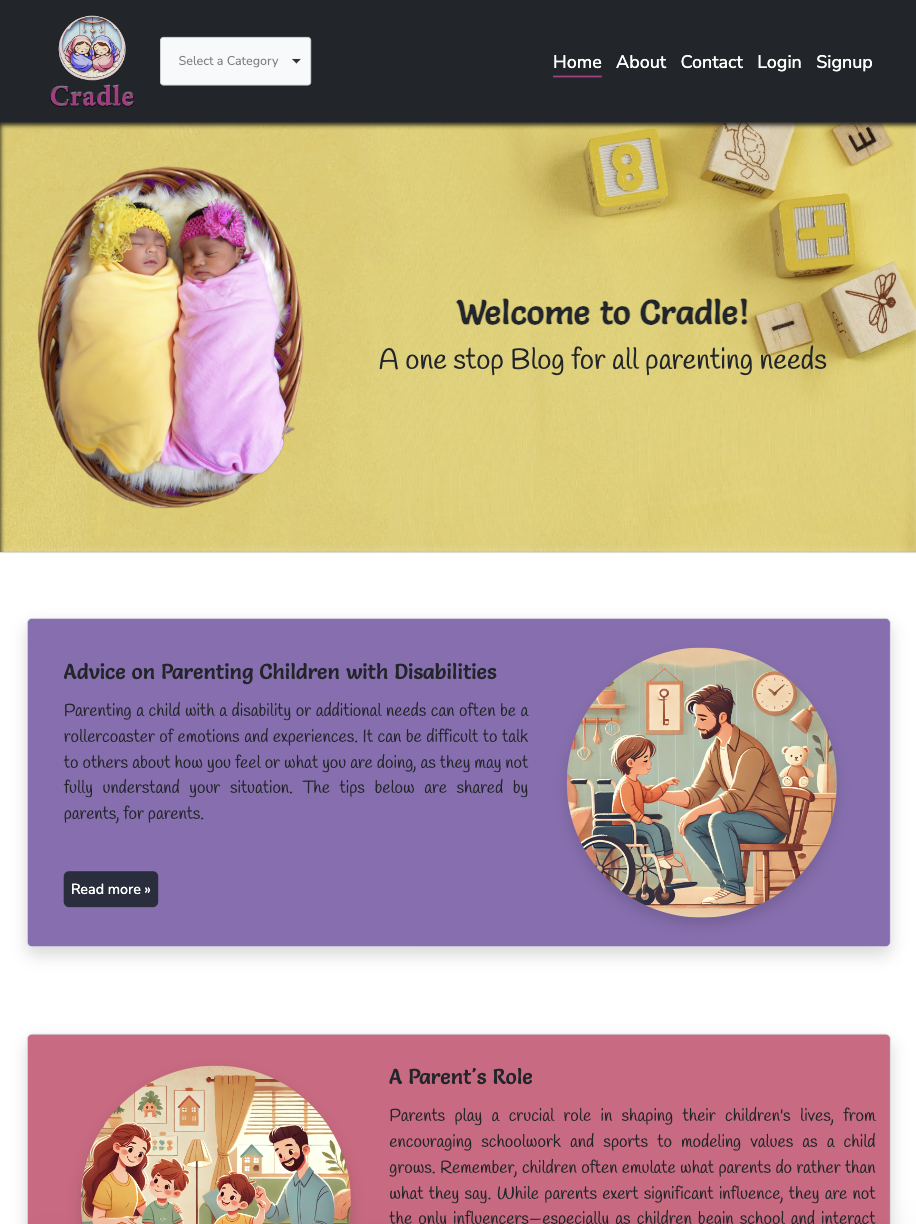 Cradle
Select a Category
Home About Contact Login Signup
8
E
Welcome to Cradle!
A one stop Blog for all parenting needs
Advice on Parenting Children with Disabilities
Parenting a child with a disability or additional needs can often be a
rollercoaster of emotions and experiences. It can be difficult to talk
to others about how you feel or what you are doing, as they may not
fully understand your situation. The tips below are shared by
parents, for parents.
Read more »
A Parent's Role
Parents play a crucial role in shaping their children's lives, from
encouraging schoolwork and sports to modeling values as a child
grows. Remember, children often emulate what parents do rather than
what they say. While parents exert significant influence, they are not
the only influencers—especially as children begin school and interact